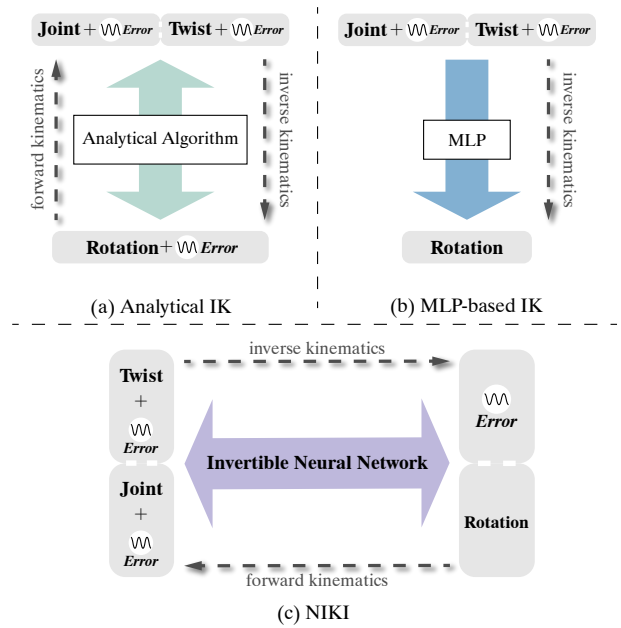 Joint + Error Twist + Error
forward kinematics
Analytical Algorithm
inverse kinematics
Rotation + Error
(a) Analytical IK
Joint + Error Twist + Error
MLP
inverse kinematics
Rotation
(b) MLP-based IK
inverse kinematics
Twist
+
Error
Joint
+
Error
Invertible Neural Network
Error
Rotation
forward kinematics
(c) NIKI